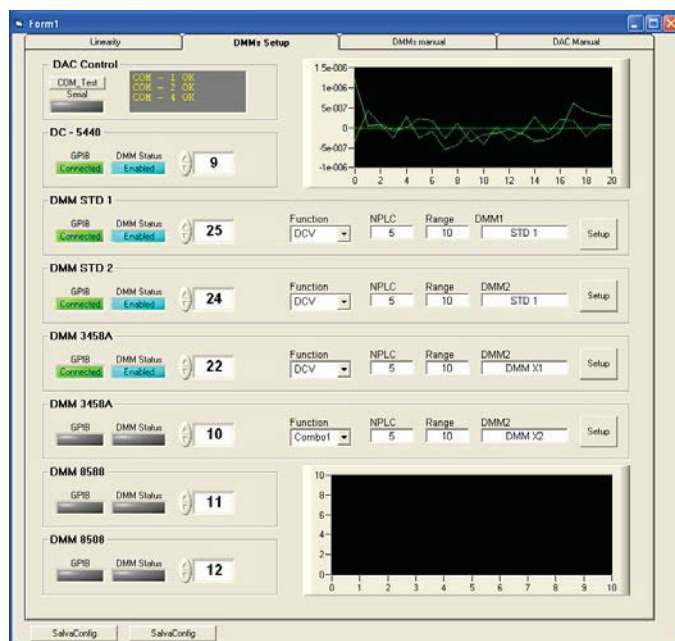 Form1
Linearity DMMs Setup DMMs manual DAC Manual
DAC Control
COM_Test
Serial
COM - 1 OK
COM - 2 OK
COM - 4 OK
1.5e-006
1e-006
5e-007
0
-5e-007
-1e-006
0 2 4 6 8 10 12 14 16 18 20
DC - 5440
GPIB DMM Status
Connected Enabled 9
DMM STD 1
GPIB DMM Status Function NPLC Range DMM1
Connected Enabled 25 DCV 5 10 STD 1 Setup
DMM STD 2
GPIB DMM Status Function NPLC Range DMM2
Connected Enabled 24 DCV 5 10 STD 1 Setup
DMM 3458A
GPIB DMM Status Function NPLC Range DMM2
Connected Enabled 22 DCV 5 10 DMM X1 Setup
DMM 3458A
GPIB DMM Status Function NPLC Range DMM2
10 Combo1 5 10 DMM X2 Setup
DMM 8588
GPIB DMM Status
11
DMM 8508
GPIB DMM Status
12
10
8
6
4
2
0
0 1 2 3 4 5 6 7 8 9 10
SalvaConfig SalvaConfig